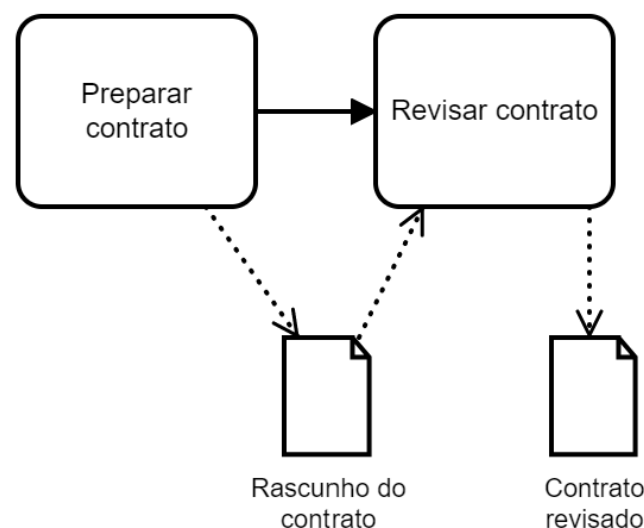 Preparar
contrato
Revisar contrato
Rascunho do
contrato
Contrato
revisado